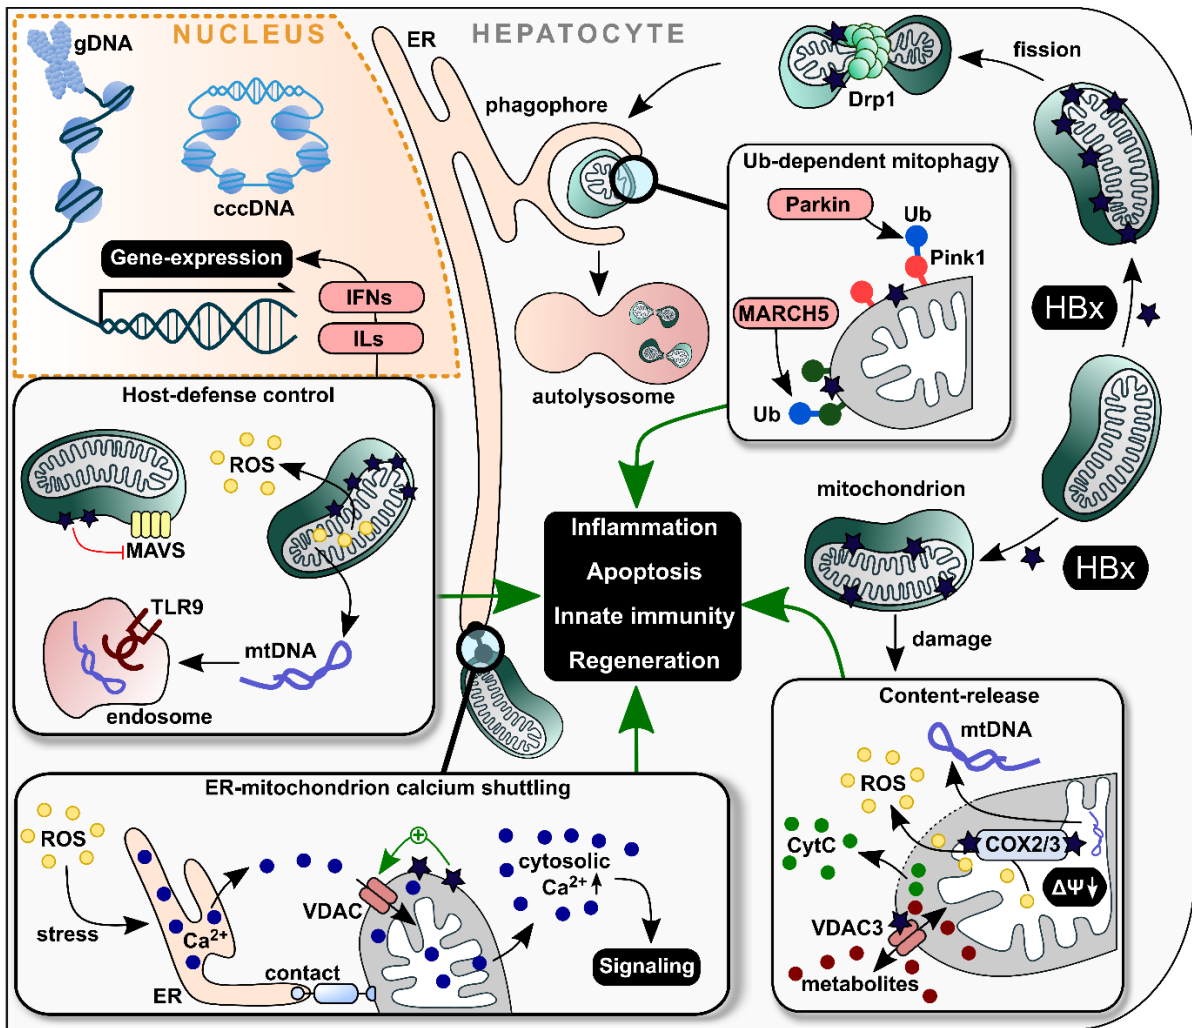 NUCLEUS
gDNA
cccDNA
Gene-expression
IFNs
ILs
ER
HEPATOCYTE
phagophore
Drp1
fission
autolysosome
HBx
Ub-dependent mitophagy
Parkin
Ub
Pink1
MARCH5
Ub
mitochondrion
HBx
damage
Host-defense control
ROS
MAVS
TLR9
mtDNA
endosome
Inflammation
Apoptosis
Innate immunity
Regeneration
ER-mitochondrion calcium shuttling
ROS
stress
Ca²⁺
ER
contact
VDAC
+
cytosolic
Ca²⁺
Signaling
Content-release
mtDNA
ROS
COX2/3
CytC
ΔΨ
VDAC3
metabolites